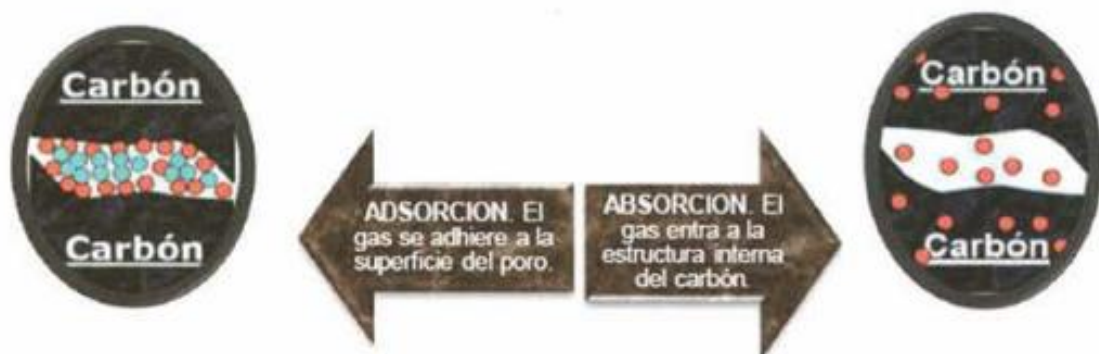 Carbón
Carbón
ADSORCION. El
gas se adhiere a la
superficie del poro.
ABSORCION. El
gas entra a la
estructura interna
del carbón.
Carbón
Carbón